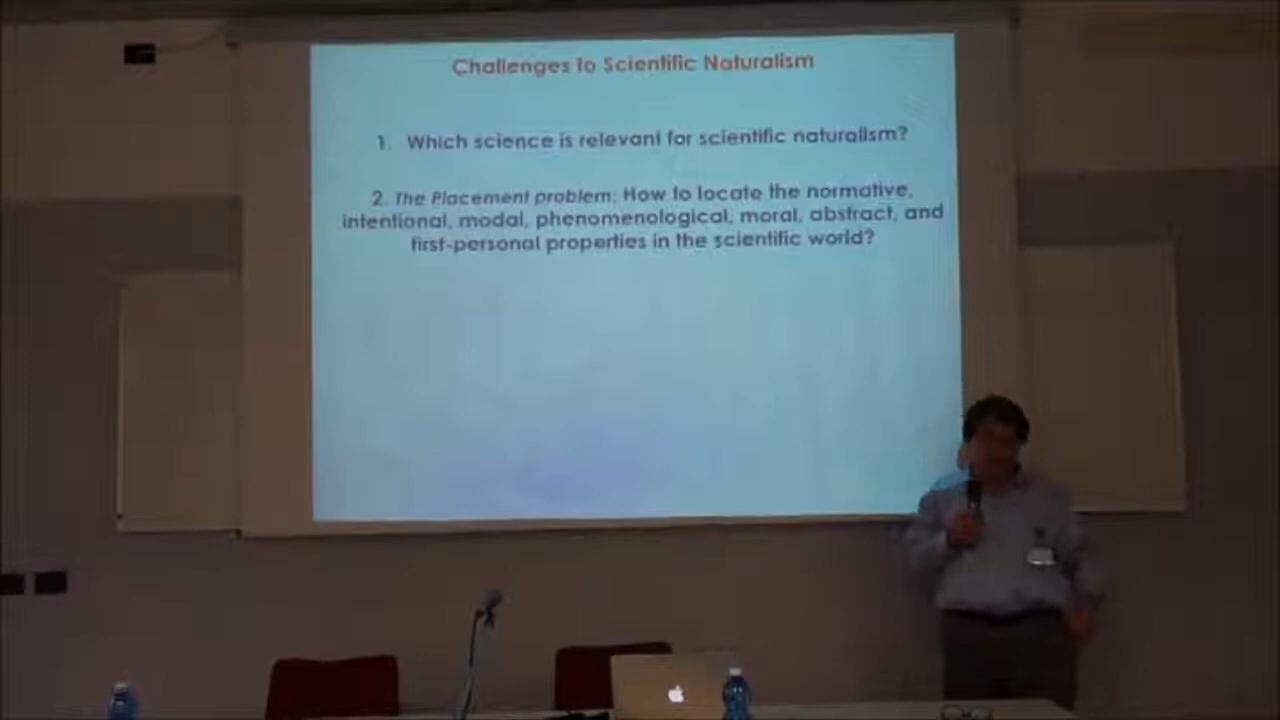 Challenges to Scientific Naturalism
1. Which science is relevant for scientific naturalism?
2. The Placement problem: How to locate the normative,
intentional, modal, phenomenological, moral, abstract, and
first-personal properties in the scientific world?